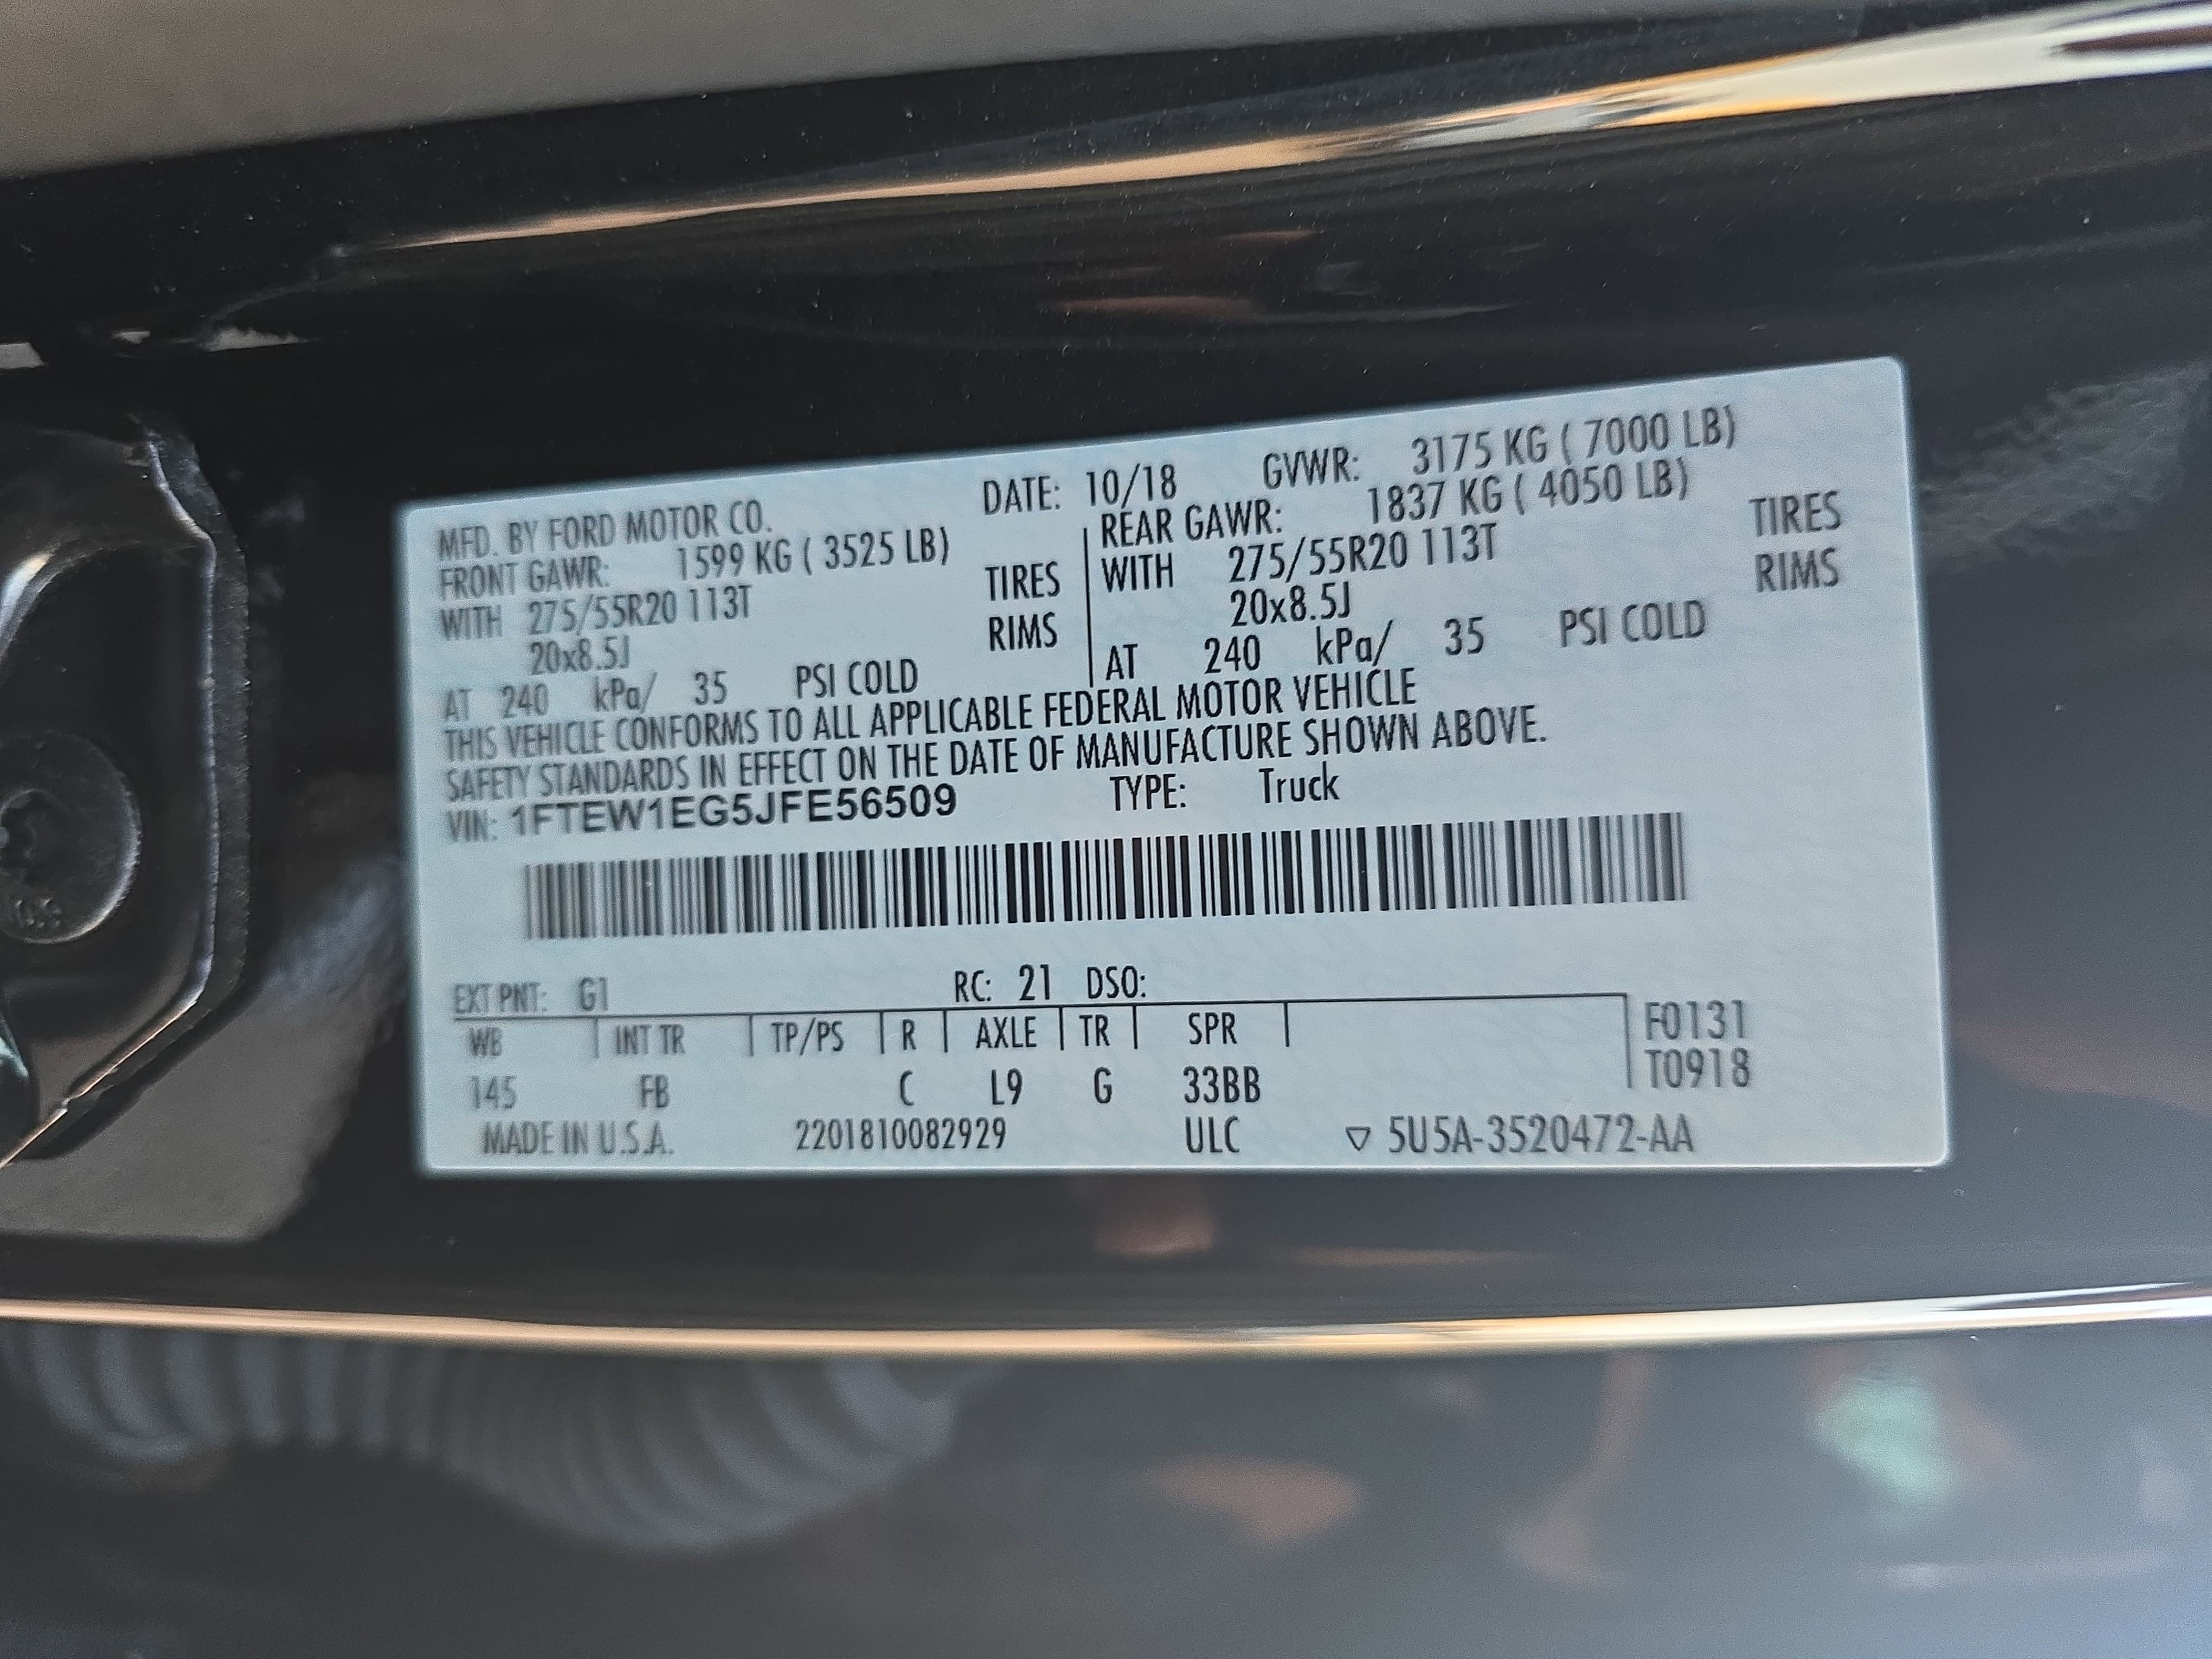 MFD. BY FORD MOTOR CO. DATE: 10/18 GVWR: 3175 KG ( 7000 LB)
FRONT GAWR: 1599 KG ( 3525 LB)
WITH 275/55R20 113T TIRES
20x8.5J RIMS
AT 240 kPa/ 35 PSI COLD
REAR GAWR: 1837 KG ( 4050 LB)
WITH 275/55R20 113T TIRES
20x8.5J RIMS
AT 240 kPa/ 35 PSI COLD
THIS VEHICLE CONFORMS TO ALL APPLICABLE FEDERAL MOTOR VEHICLE
SAFETY STANDARDS IN EFFECT ON THE DATE OF MANUFACTURE SHOWN ABOVE.
VIN: 1FTEW1EG5JFE56509 TYPE: Truck
EXT PNT: G1 RC: 21 DSO:
WB INT TR TP/PS R AXLE TR SPR F0131
145 FB C L9 G 33BB T0918
MADE IN U.S.A. 2201810082929 ULC ▽ 5U5A-3520472-AA